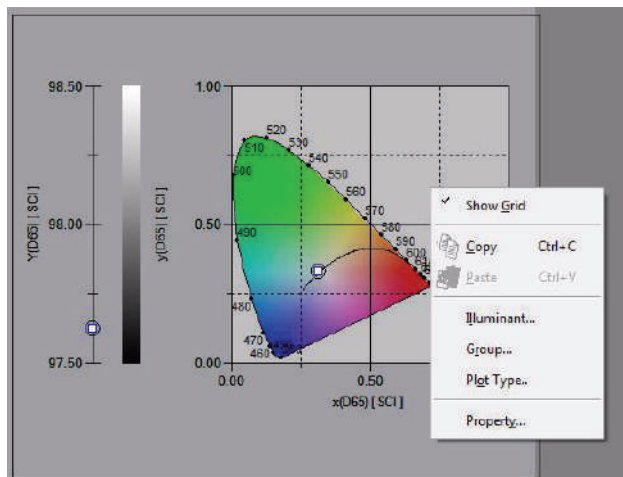 98.50
98.00
97.50
Y(D65) [ SCI ]
1.00
0.50
0.00
y(D65) [ SCI ]
520
510
530
540
500
550
560
570
580
490
590
600
480
470
460
0.00
0.50
x(D65) [ SCI ]
Show Grid
Copy Ctrl+C
Paste Ctrl+V
Illuminant...
Group...
Plot Type..
Property...